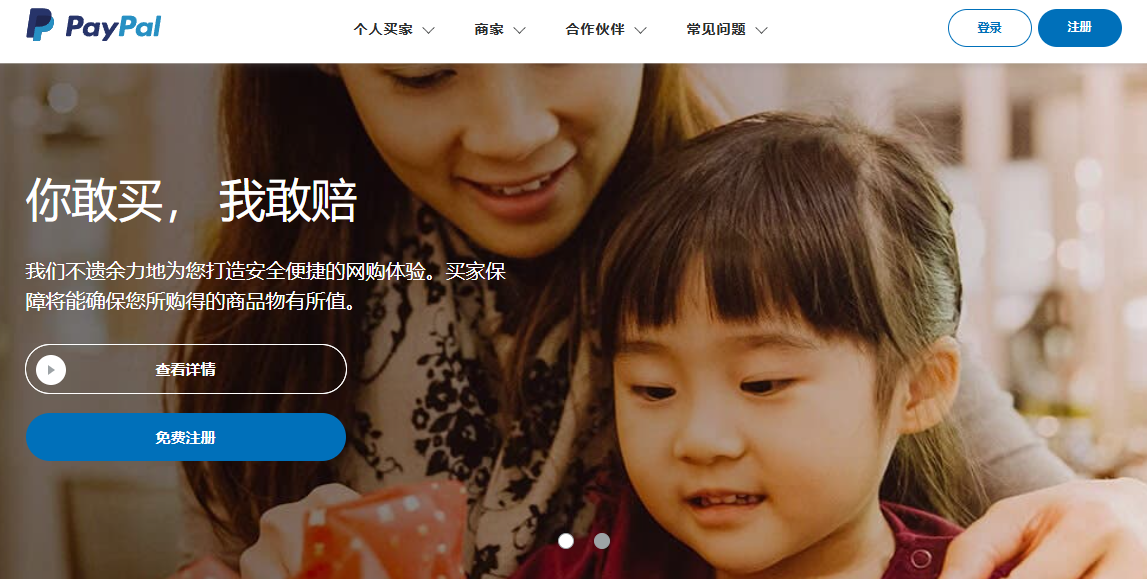 PayPal
个人买家
商家
合作伙伴
常见问题
登录
注册
你敢买， 我敢赔
我们不遗余力地为您打造安全便捷的网购体验。买家保
障将能确保您所购得的商品物有所值。
查看详情
免费注册